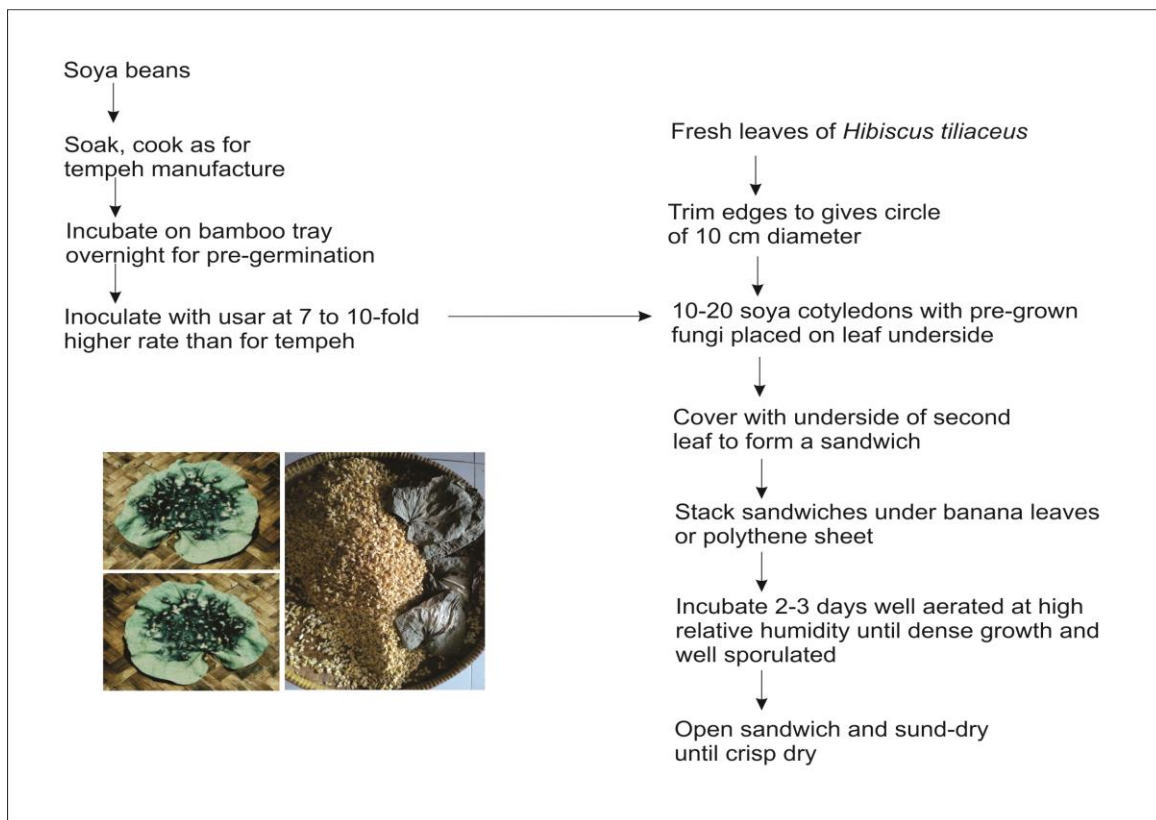 Soya beans
Soak, cook as for
tempeh manufacture
Incubate on bamboo tray
overnight for pre-germination
Inoculate with usar at 7 to 10-fold
higher rate than for tempeh
Fresh leaves of Hibiscus tiliaceus
Trim edges to gives circle
of 10 cm diameter
10-20 soya cotyledons with pre-grown
fungi placed on leaf underside
Cover with underside of second
leaf to form a sandwich
Stack sandwiches under banana leaves
or polythene sheet
Incubate 2-3 days well aerated at high
relative humidity until dense growth and
well sporulated
Open sandwich and sund-dry
until crisp dry